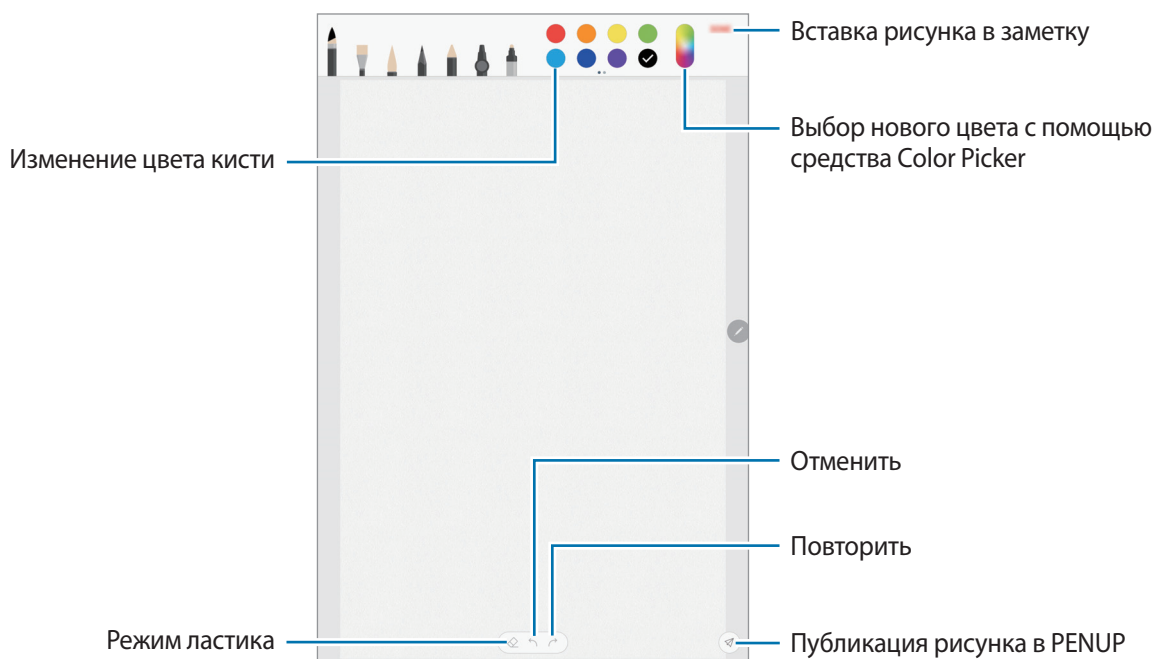 Вставка рисунка в заметку
Выбор нового цвета с помощью
средства Color Picker
Изменение цвета кисти
Отменить
Повторить
Режим ластика
Публикация рисунка в PENUP